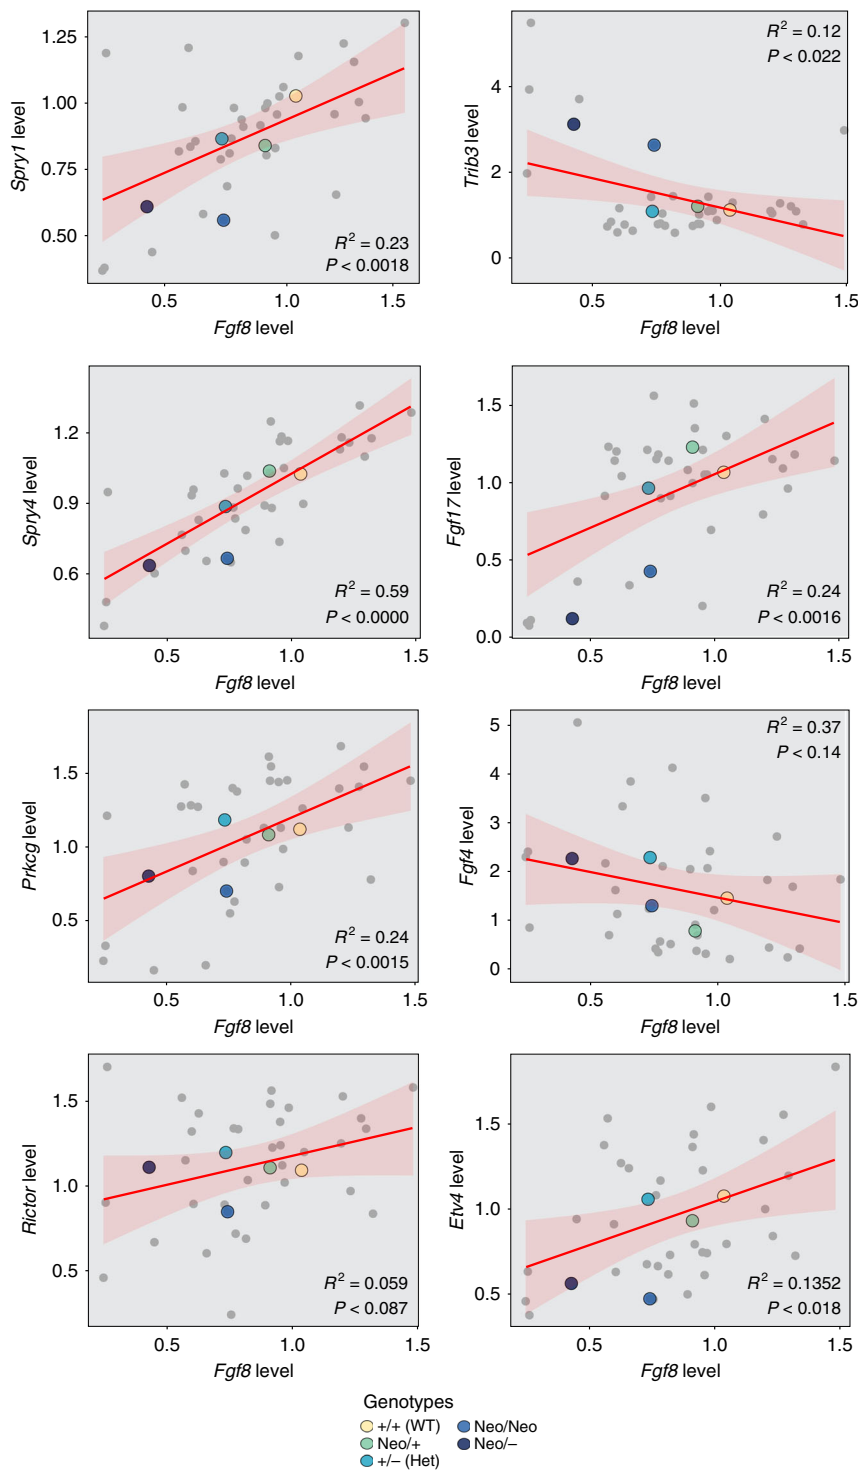 1.25
1.00
0.75
0.50
Spry1 level
R² = 0.23
P < 0.0018
0.5
1.0
1.5
Fgf8 level
4
2
0
Trib3 level
R² = 0.12
P < 0.022
0.5
1.0
1.5
Fgf8 level
1.2
0.9
0.6
Spry4 level
R² = 0.59
P < 0.0000
0.5
1.0
1.5
Fgf8 level
1.5
1.0
0.5
0.0
Fgf17 level
R² = 0.24
P < 0.0016
0.5
1.0
1.5
Fgf8 level
1.5
1.0
0.5
Prkcg level
R² = 0.24
P < 0.0015
0.5
1.0
1.5
Fgf8 level
5
4
3
2
1
0
Fgf4 level
R² = 0.37
P < 0.14
0.5
1.0
1.5
Fgf8 level
1.5
1.0
0.5
Rictor level
R² = 0.059
P < 0.087
0.5
1.0
1.5
Fgf8 level
1.5
1.0
0.5
Etv4 level
R² = 0.1352
P < 0.018
0.5
1.0
1.5
Fgf8 level
Genotypes
+/+ (WT)
Neo/+
+/− (Het)
Neo/Neo
Neo/−